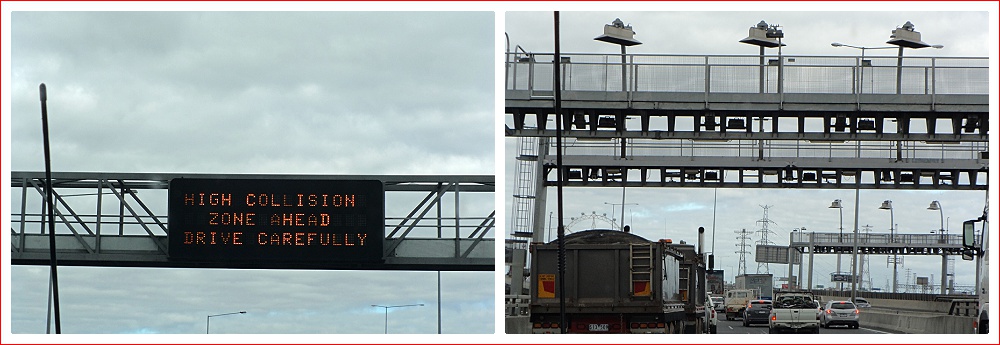 HIGH COLLISION
ZONE AHEAD
DRIVE CAREFULLY